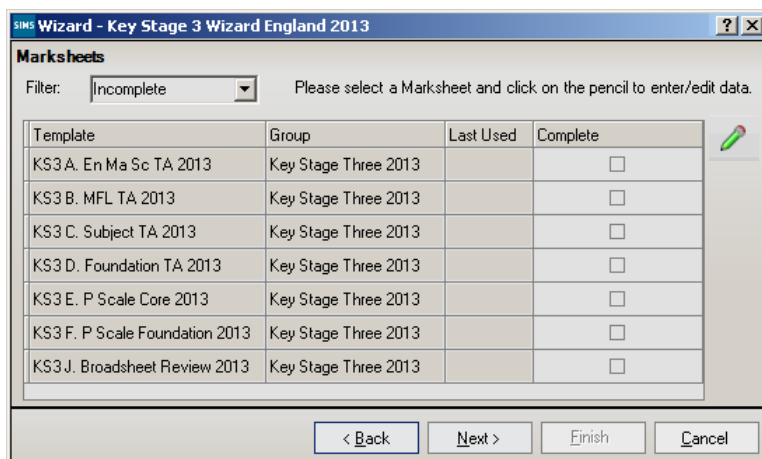 SIMS Wizard - Key Stage 3 Wizard England 2013
Marksheets
Filter: Incomplete Please select a Marksheet and click on the pencil to enter/edit data.
Template Group Last Used Complete
KS3 A. En Ma Sc TA 2013 Key Stage Three 2013
KS3 B. MFL TA 2013 Key Stage Three 2013
KS3 C. Subject TA 2013 Key Stage Three 2013
KS3 D. Foundation TA 2013 Key Stage Three 2013
KS3 E. P Scale Core 2013 Key Stage Three 2013
KS3 F. P Scale Foundation 2013 Key Stage Three 2013
KS3 J. Broadsheet Review 2013 Key Stage Three 2013
< Back Next > Finish Cancel